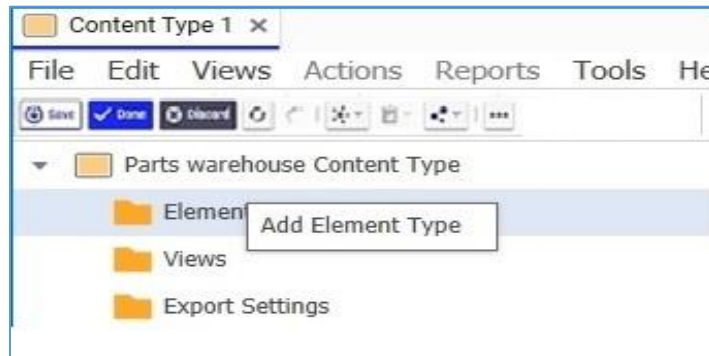 Content Type 1 ×
File Edit Views Actions Reports Tools He
Save Done Discard
Parts warehouse Content Type
Element
Add Element Type
Views
Export Settings